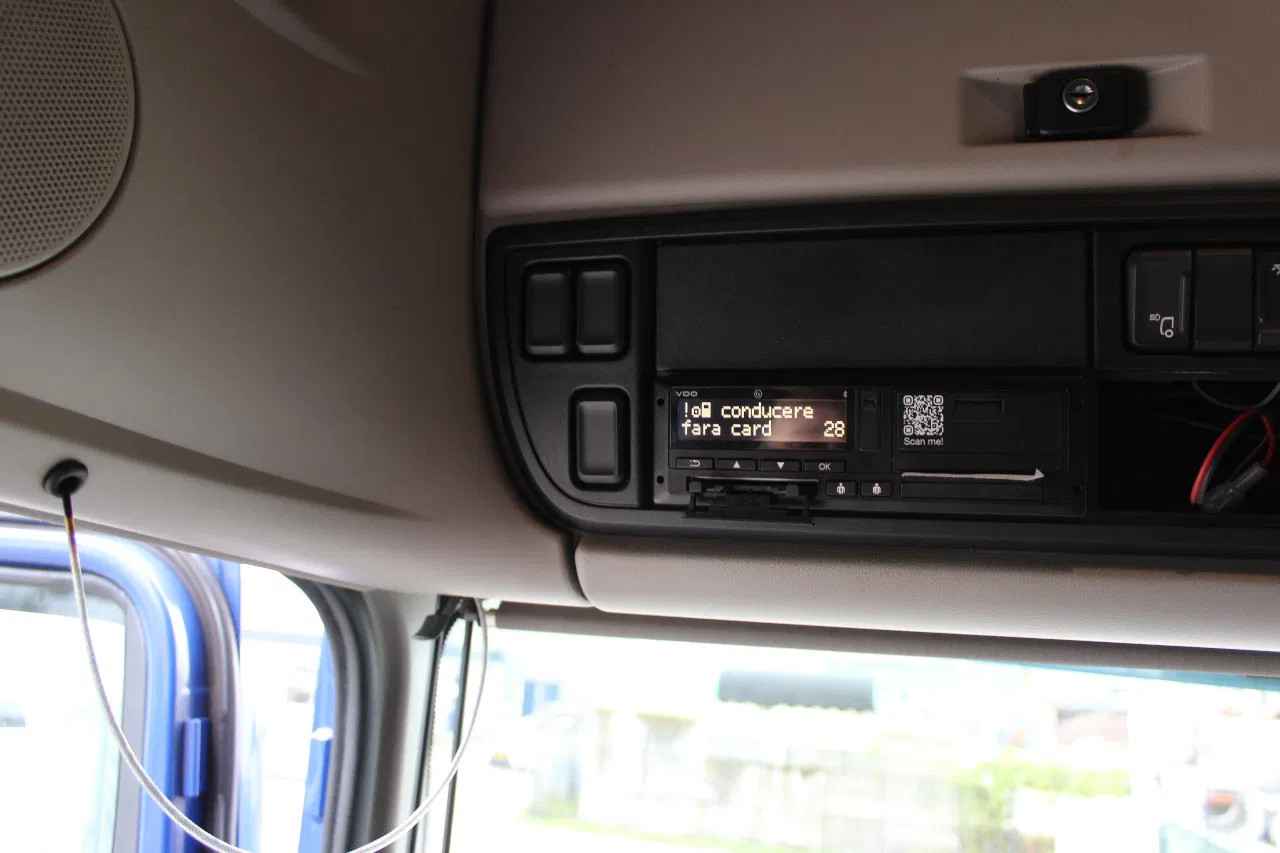 VDO
! conducere
fara card 28
OK
Scan me!